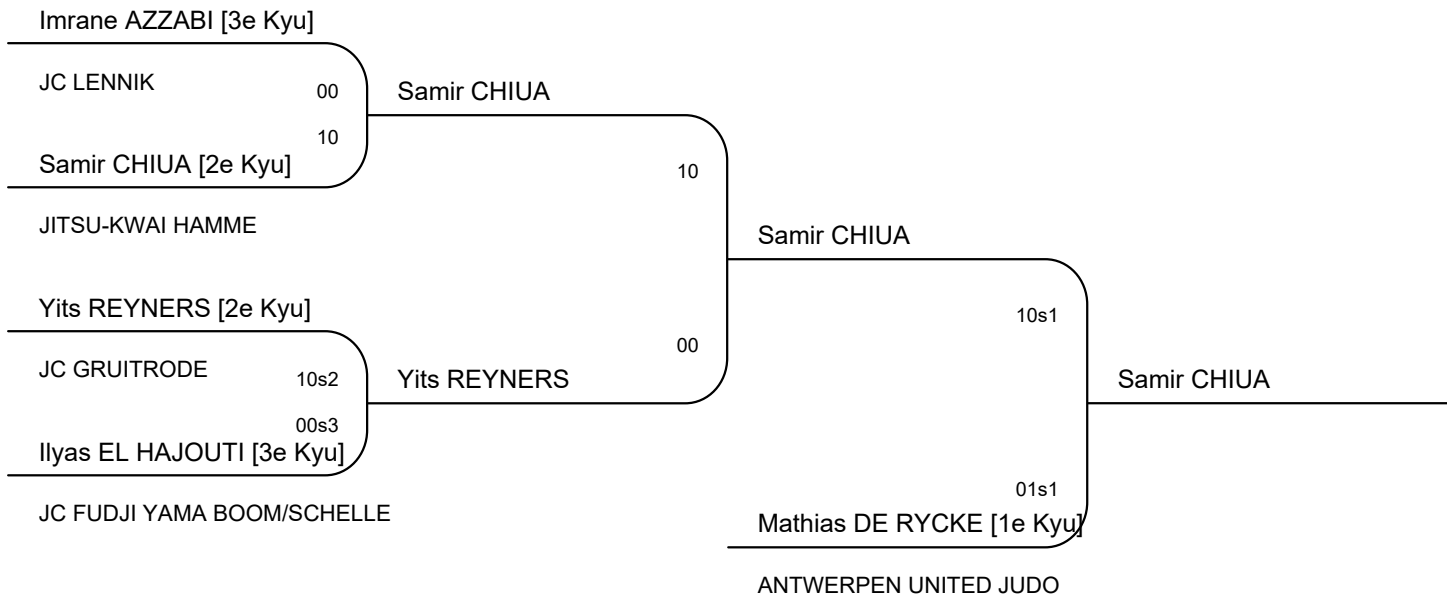 Imrane AZZABI [3e Kyu]
JC LENNIK
00
Samir CHIUA
10
Samir CHIUA [2e Kyu]
10
JITSU-KWAI HAMME
Samir CHIUA
Yits REYNERS [2e Kyu]
10s1
JC GRUITRODE
10s2
Yits REYNERS
00
Samir CHIUA
00s3
Ilyas EL HAJOUTI [3e Kyu]
01s1
JC FUDJI YAMA BOOM/SCHELLE
Mathias DE RYCKE [1e Kyu]
ANTWERPEN UNITED JUDO